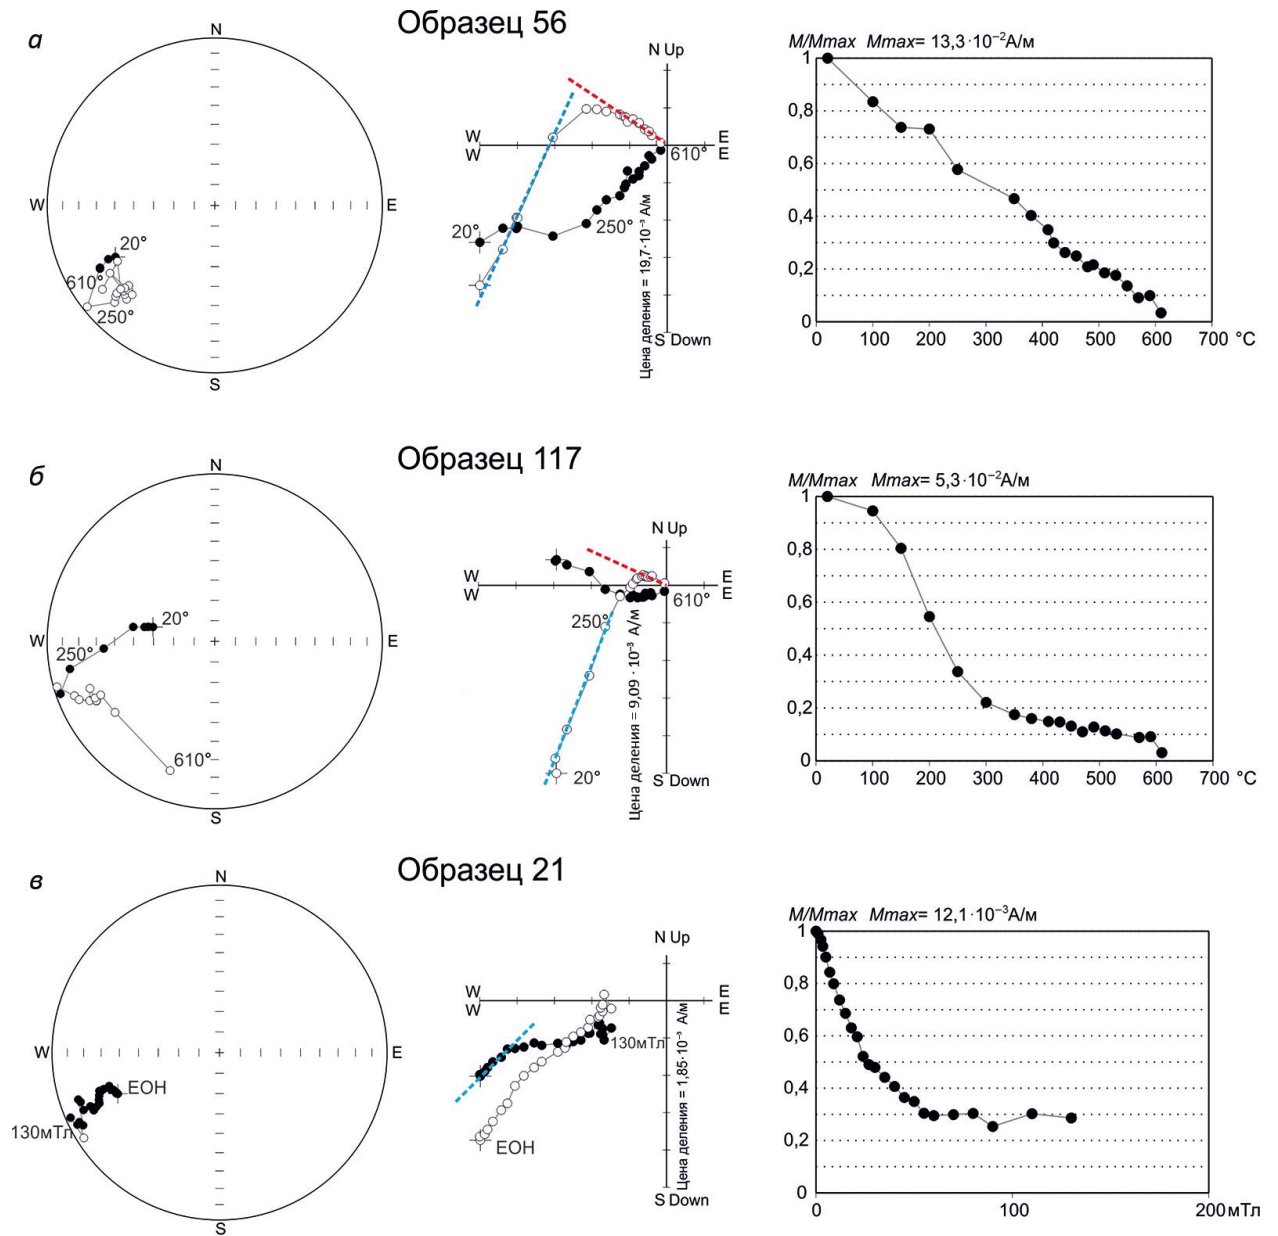 а
Образец 56
N
W
E
S
20°
610°
250°
N Up
W
E
W
E
610°
20°
250°
S Down
Цена деления = 19,7·10⁻³ А/м
M/Mmax Mmax= 13,3·10⁻²А/м
1
0,8
0,6
0,4
0,2
0
0 100 200 300 400 500 600 700 °C
б
Образец 117
N
W
E
S
20°
250°
610°
N Up
W
E
W
E
610°
250°
20°
S Down
Цена деления = 9,09 · 10⁻³ А/м
M/Mmax Mmax= 5,3·10⁻²А/м
1
0,8
0,6
0,4
0,2
0
0 100 200 300 400 500 600 700 °C
в
Образец 21
N
W
E
S
ЕОН
130мТл
N Up
W
E
W
E
130мТл
ЕОН
S Down
Цена деления = 1,85·10⁻³ А/м
M/Mmax Mmax= 12,1·10⁻³А/м
1
0,8
0,6
0,4
0,2
0
0 100 200мТл